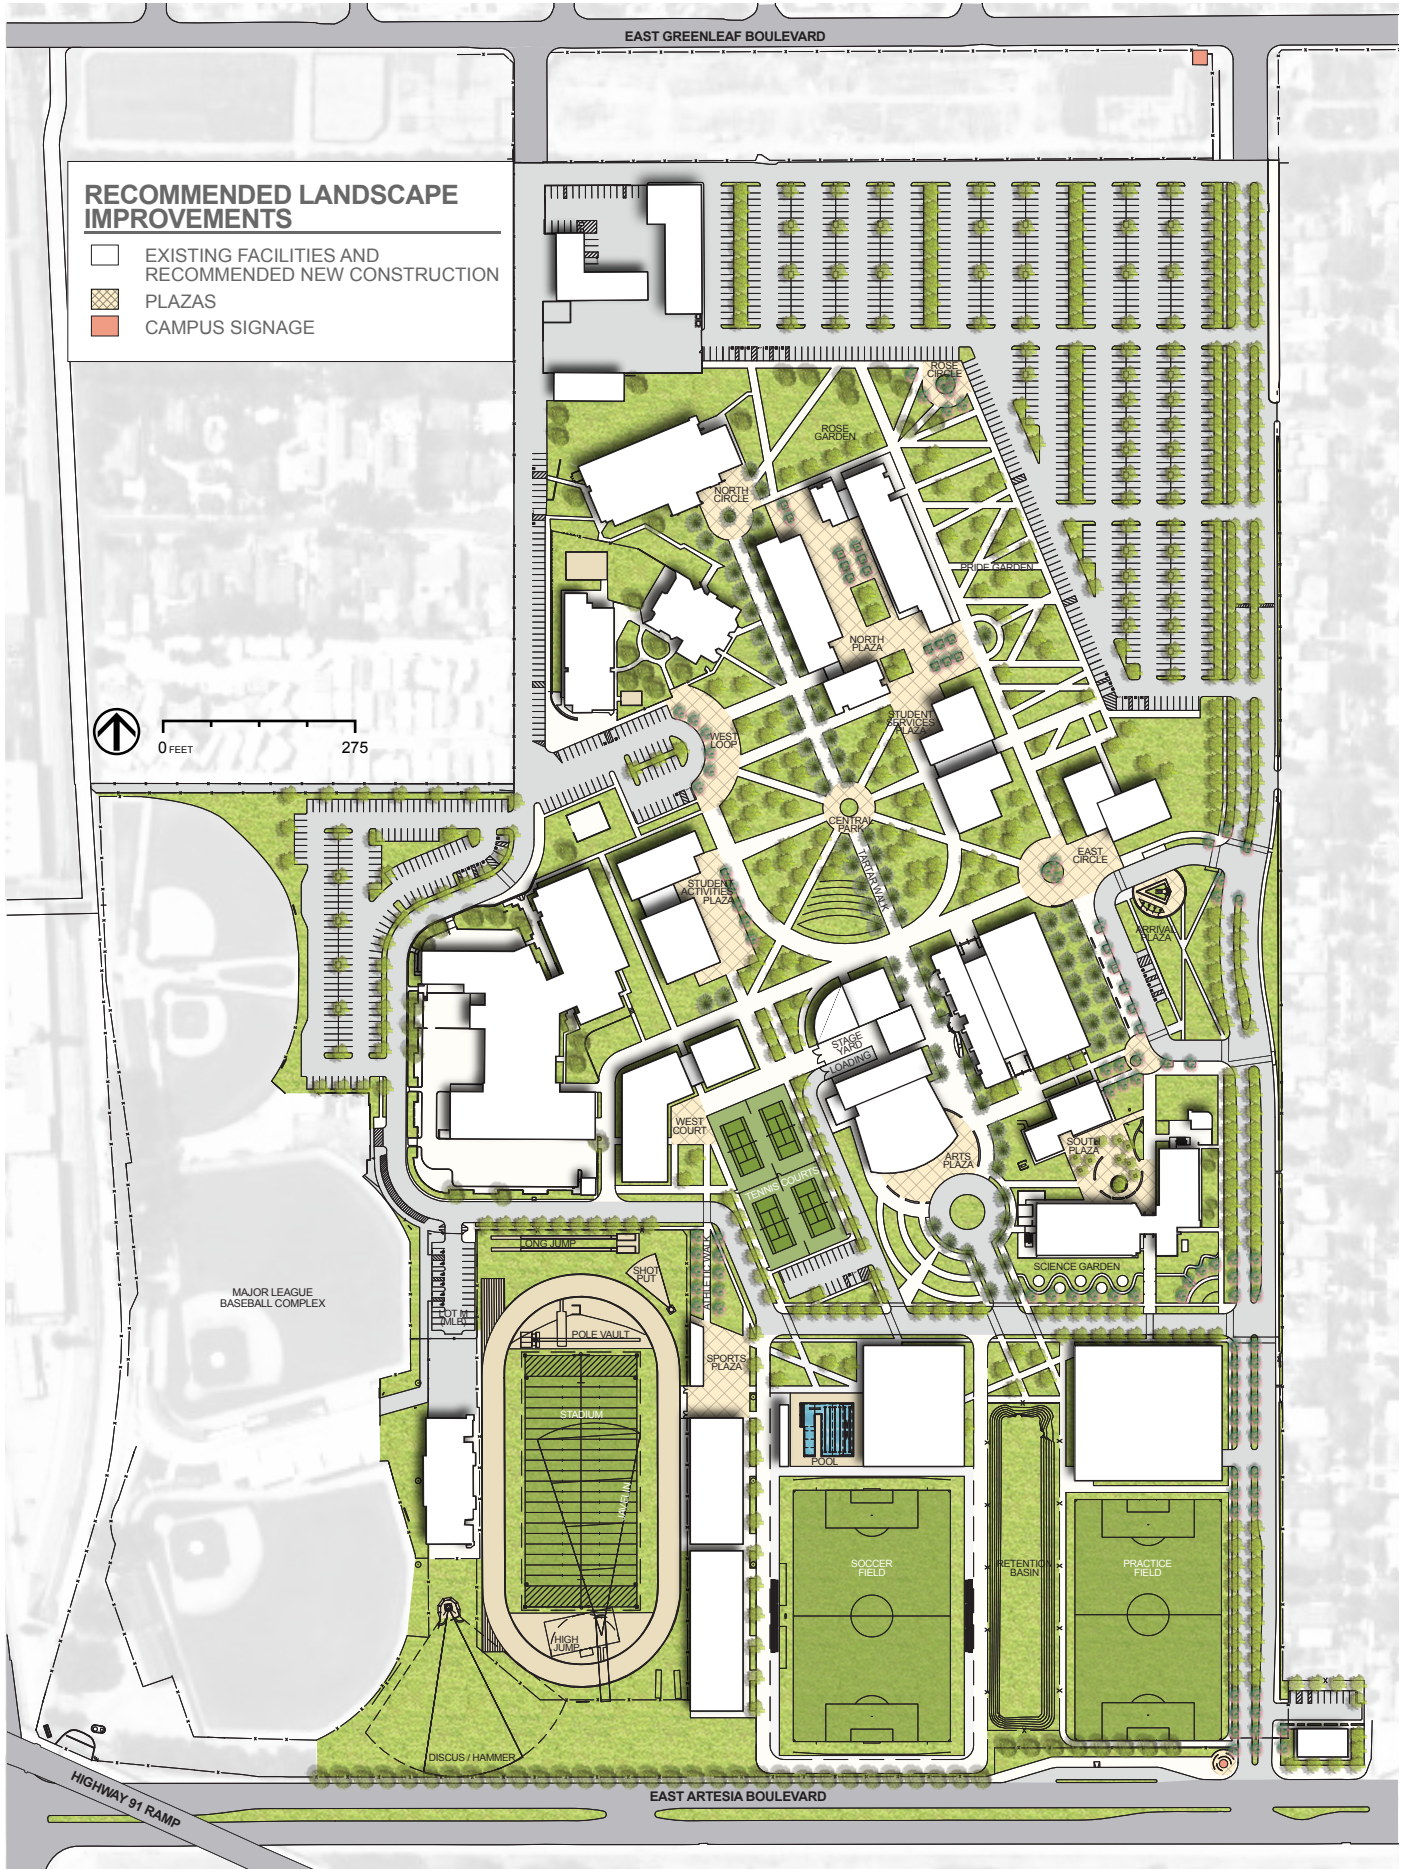 EAST GREENLEAF BOULEVARD
RECOMMENDED LANDSCAPE
IMPROVEMENTS
EXISTING FACILITIES AND
RECOMMENDED NEW CONSTRUCTION
PLAZAS
CAMPUS SIGNAGE
ROSE
CIRCLE
ROSE
GARDEN
NORTH
CIRCLE
PRIDE GARDEN
NORTH
PLAZA
STUDENT
SERVICES
PLAZA
WEST
LOOP
0 FEET
275
CENTRAL
PARK
TARTAR WALK
EAST
CIRCLE
STUDENT
ACTIVITIES
PLAZA
ARRIVAL
PLAZA
STAGE
YARD
LOADING
WEST
COURT
TENNIS COURTS
ARTS
PLAZA
SOUTH
PLAZA
SCIENCE GARDEN
LONG JUMP
SHOT
PUT
ATHLETIC WALK
MAJOR LEAGUE
BASEBALL COMPLEX
LOT M
(MLB)
POLE VAULT
SPORTS
PLAZA
STADIUM
JAVELIN
POOL
SOCCER
FIELD
RETENTION
BASIN
PRACTICE
FIELD
HIGH
JUMP
DISCUS / HAMMER
HIGHWAY 91 RAMP
EAST ARTESIA BOULEVARD